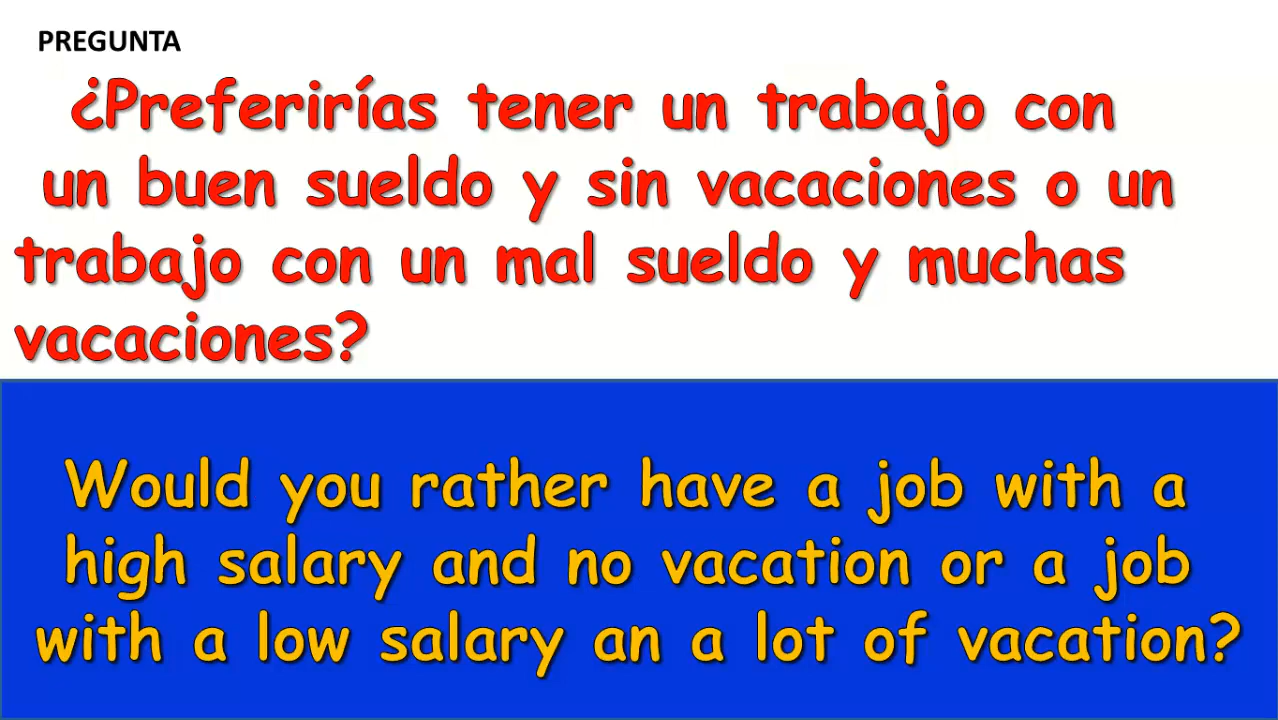 PREGUNTA
¿Preferirías tener un trabajo con
un buen sueldo y sin vacaciones o un
trabajo con un mal sueldo y muchas
vacaciones?
Would you rather have a job with a
high salary and no vacation or a job
with a low salary an a lot of vacation?